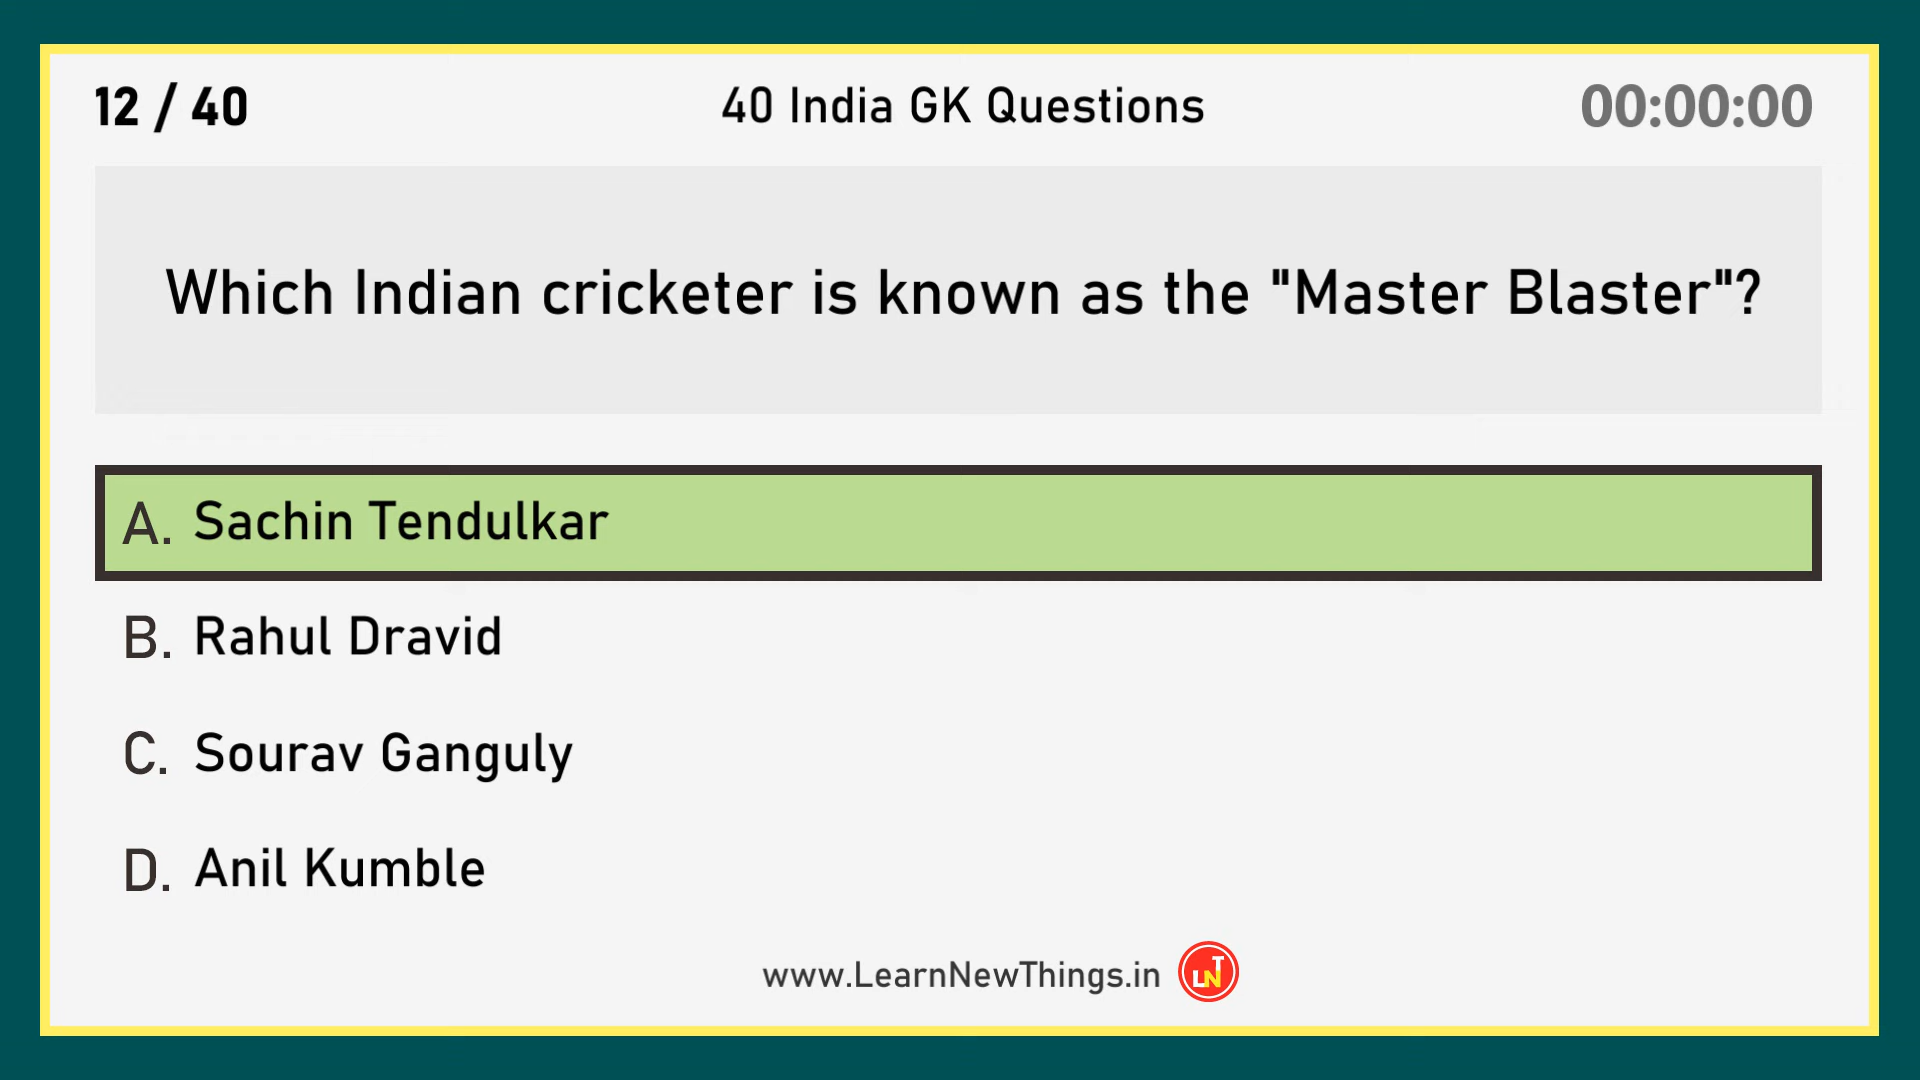 12 / 40
40 India GK Questions
00:00:00
Which Indian cricketer is known as the "Master Blaster"?
A. Sachin Tendulkar
B. Rahul Dravid
C. Sourav Ganguly
D. Anil Kumble
www.LearnNewThings.in
LNT